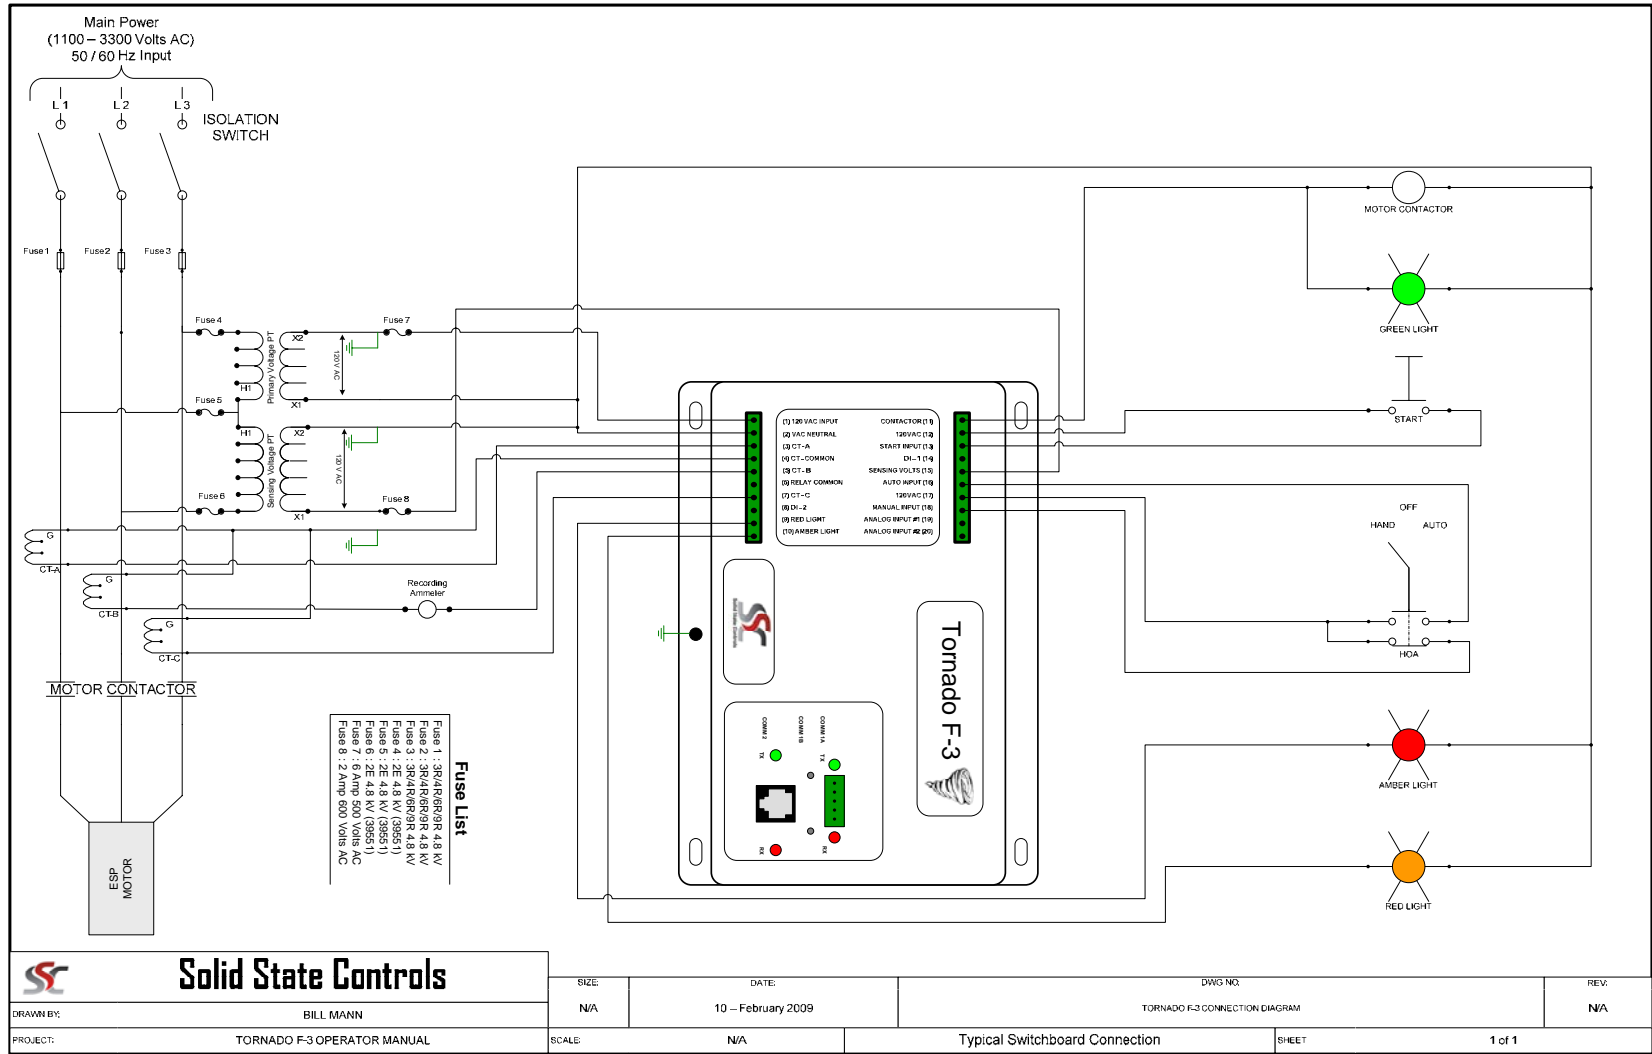 Main Power
(1100 – 3300 Volts AC)
50 / 60 Hz Input
L 1
L 2
L 3
ISOLATION
SWITCH
Fuse1
Fuse2
Fuse3
Fuse 4
Fuse 5
Fuse 6
Fuse 7
Fuse 8
X2
H1
X1
Primary Voltage PT
120 V AC
H1
X2
X1
Sensing Voltage PT
120 V AC
G
CT-A
G
CT-B
G
CT-C
Recording
Ammeter
MOTOR CONTACTOR
ESP
MOTOR
Fuse List
Fuse 1 : 3R/4R/6R/9R 4.8 kV
Fuse 2 : 3R/4R/6R/9R 4.8 kV
Fuse 3 : 3R/4R/6R/9R 4.8 kV
Fuse 4 : 2E 4.8 kV (39551)
Fuse 5 : 2E 4.8 kV (39551)
Fuse 6 : 2E 4.8 kV (39551)
Fuse 7 : 6 Amp 500 Volts AC
Fuse 8 : 2 Amp 600 Volts AC
(1) 120 VAC INPUT
(2) VAC NEUTRAL
(3) CT-A
(4) CT-COMMON
(5) CT-B
(6) RELAY COMMON
(7) CT-C
(8) DI-2
(9) RED LIGHT
(10) AMBER LIGHT
CONTACTOR (11)
120VAC (12)
START INPUT (13)
DI-1 (14)
SENSING VOLTS (15)
AUTO INPUT (16)
120VAC (17)
MANUAL INPUT (18)
ANALOG INPUT #1 (19)
ANALOG INPUT #2 (20)
SSC
Solid State Controls
Tornado F-3
COMM 2
COMM 1B
COMM 1A
TX
TX
RX
RX
MOTOR CONTACTOR
GREEN LIGHT
START
OFF
HAND
AUTO
HOA
AMBER LIGHT
RED LIGHT
SSC
Solid State Controls
DRAWN BY:
BILL MANN
PROJECT:
TORNADO F-3 OPERATOR MANUAL
SIZE:
N/A
DATE:
10 – February 2009
DWG NO.
TORNADO F-3 CONNECTION DIAGRAM
REV:
N/A
SCALE:
N/A
Typical Switchboard Connection
SHEET
1 of 1